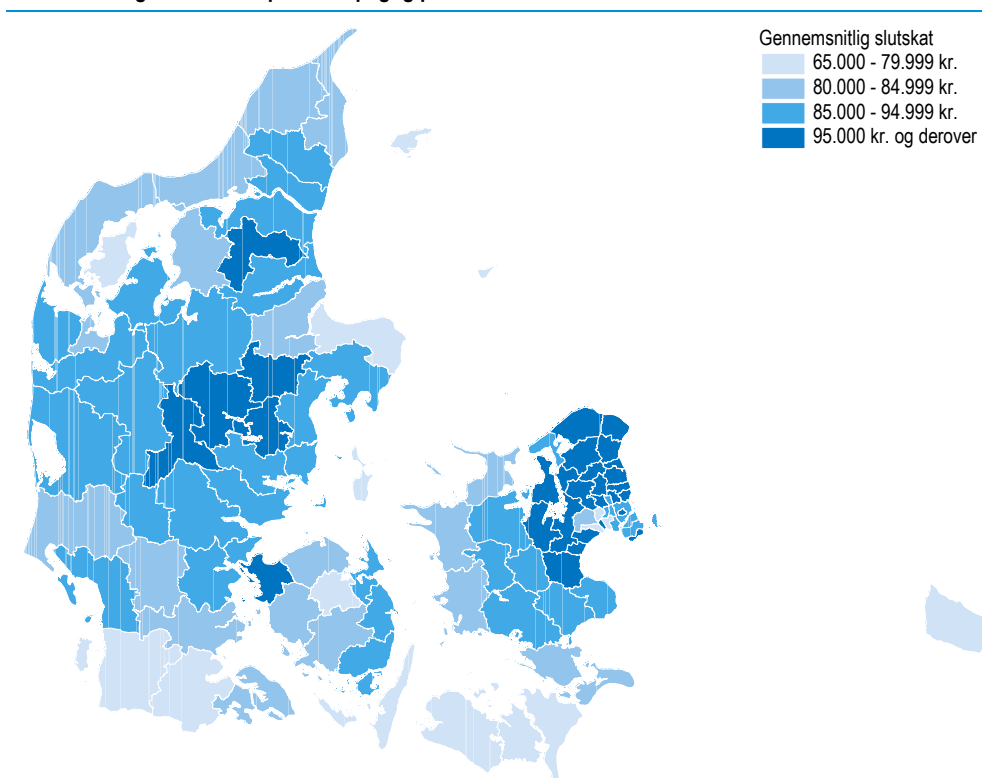 Gennemsnitlig slutskat
65.000 - 79.999 kr.
80.000 - 84.999 kr.
85.000 - 94.999 kr.
95.000 kr. og derover